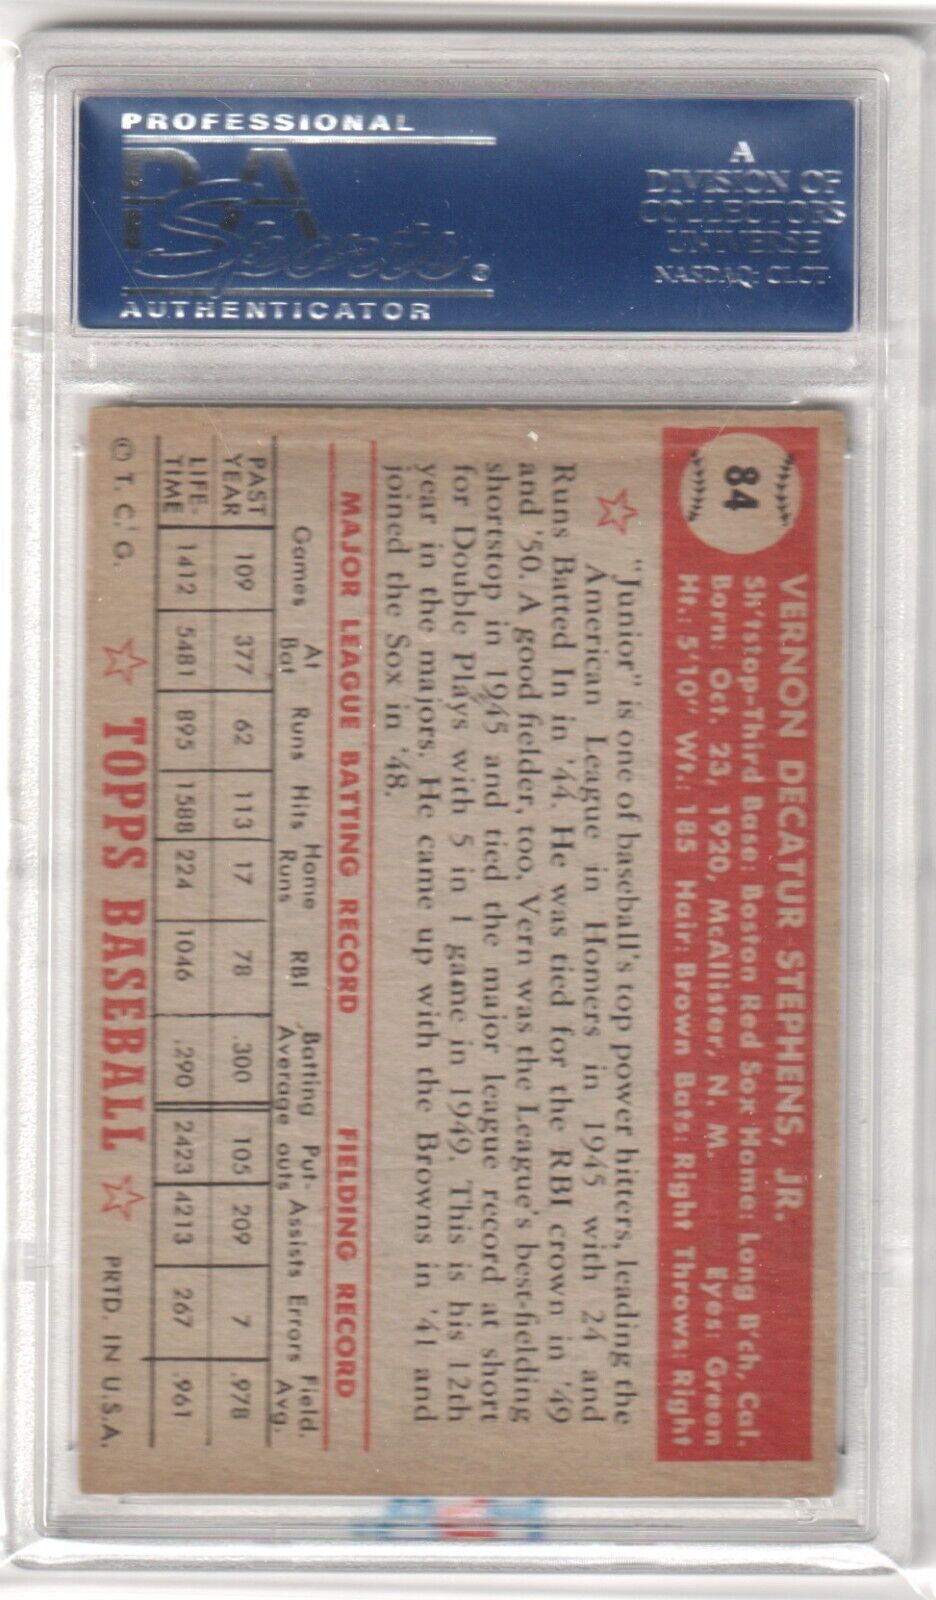 PROFESSIONAL
PSA
Sports®
AUTHENTICATOR
A
DIVISION OF
COLLECTORS
UNIVERSE
NASDAQ: CLCT
84
VERNON DECATUR STEPHENS, JR.
Sh'tstop-Third Base: Boston Red Sox Home: Long B'ch, Cal.
Born: Oct. 23, 1920, McAllister, N. M. Eyes: Green
Ht.: 5'10" Wt.: 185 Hair: Brown Bats: Right Throws: Right
"Junior" is one of baseball's top power hitters, leading the
American League in Homers in 1945 with 24 and
Runs Batted In in '44. He was tied for the RBI crown in '49
and '50. A good fielder, too, Vern was the League's best-fielding
shortstop in 1945 and tied the major league record at short
for Double Plays with 5 in 1 game in 1949. This is his 12th
year in the majors. He came up with the Browns in '41 and
joined the Sox in '48.
MAJOR LEAGUE BATTING RECORD FIELDING RECORD
Games At Bat Runs Hits Home Runs RBI Batting Average Put-outs Assists Errors Field. Avg.
PAST YEAR 109 377 62 113 17 78 .300 105 209 7 .978
LIFE-TIME 1412 5481 895 1588 224 1046 .290 2423 4213 267 .961
© T. C. G. TOPPS BASEBALL PRTD. IN U.S.A.